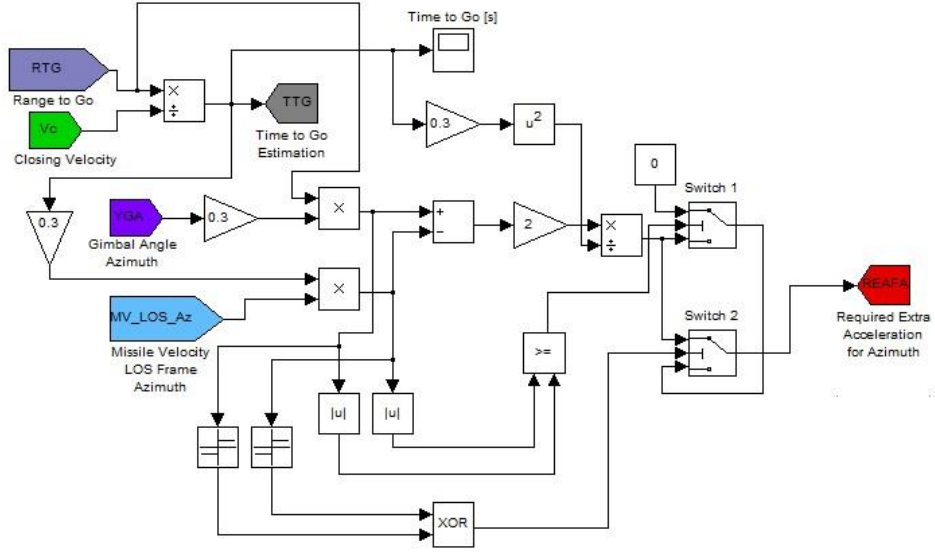 Time to Go [s]
RTG
×
÷
Range to Go
TTG
0.3
u²
Vc
Closing Velocity
Time to Go
Estimation
0
Switch 1
0.3
YGA
0.3
×
+
−
2
×
÷
Gimbal Angle
Azimuth
REAFA
×
MV_LOS_Az
Switch 2
Required Extra
Acceleration
for Azimuth
Missile Velocity
LOS Frame
Azimuth
>=
|u|
|u|
XOR